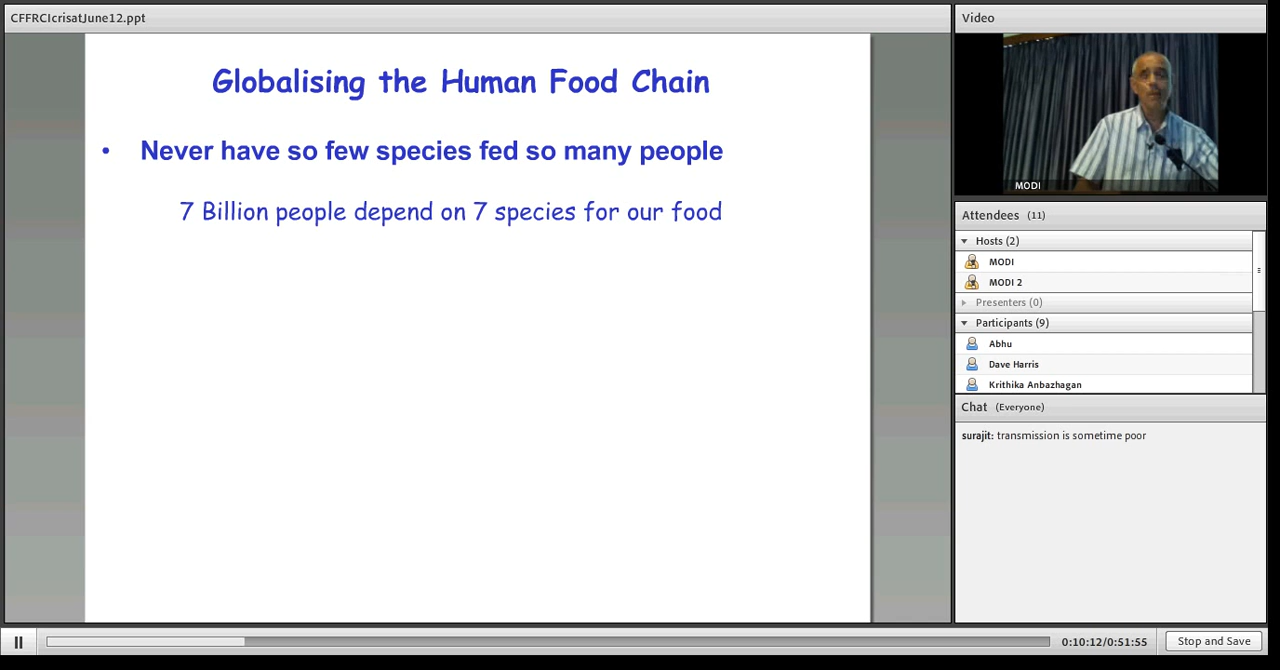 CFFRCIcrisatJune12.ppt
Globalising the Human Food Chain
• Never have so few species fed so many people
7 Billion people depend on 7 species for our food
Video
MODI
Attendees (11)
Hosts (2)
MODI
MODI 2
Presenters (0)
Participants (9)
Abhu
Dave Harris
Krithika Anbazhagan
Chat (Everyone)
surajit: transmission is sometime poor
0:10:12/0:51:55
Stop and Save